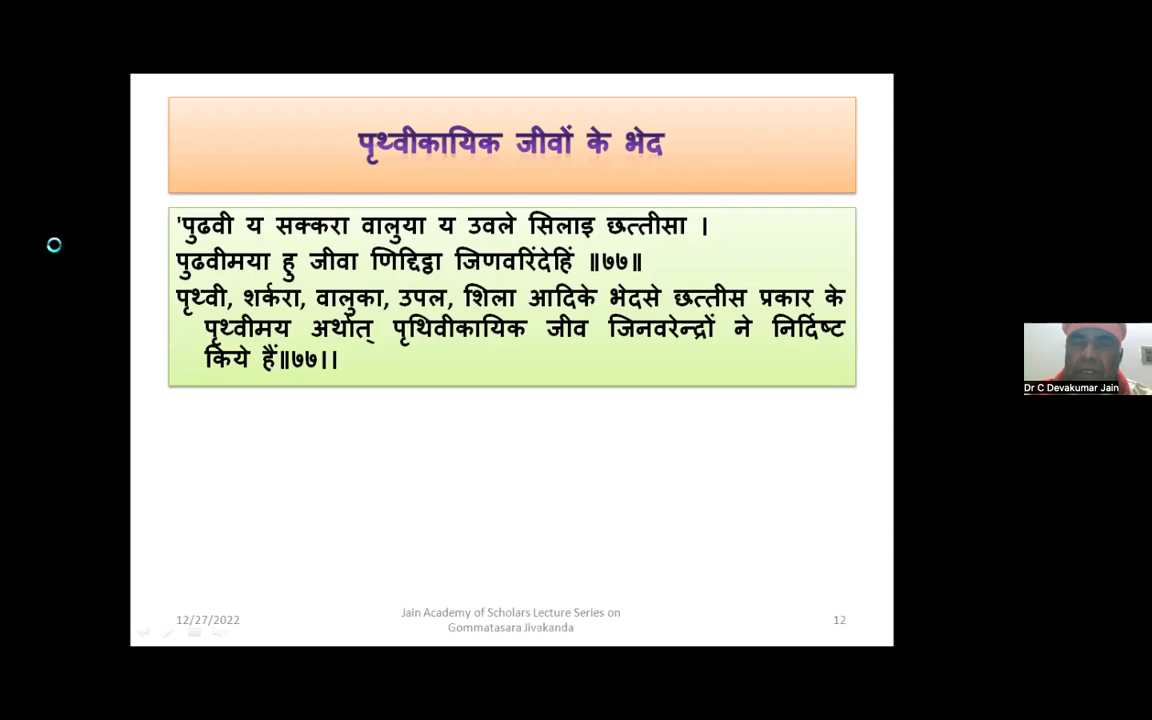 पृथ्वीकायिक जीवों के भेद
'पुढवी य सक्करा वालुया य उवले सिलाइ छत्तीसा ।
पुढवीमया हु जीवा णिद्दिट्ठा जिणवरिंदेहिं ॥७७॥
पृथ्वी, शर्करा, वालुका, उपल, शिला आदिके भेदसे छत्तीस प्रकार के
पृथ्वीमय अर्थात् पृथिवीकायिक जीव जिनवरेन्द्रों ने निर्दिष्ट
किये हैं॥७७।।
Dr C Devakumar Jain
12/27/2022
Jain Academy of Scholars Lecture Series on
Gommatasara Jivakanda
12